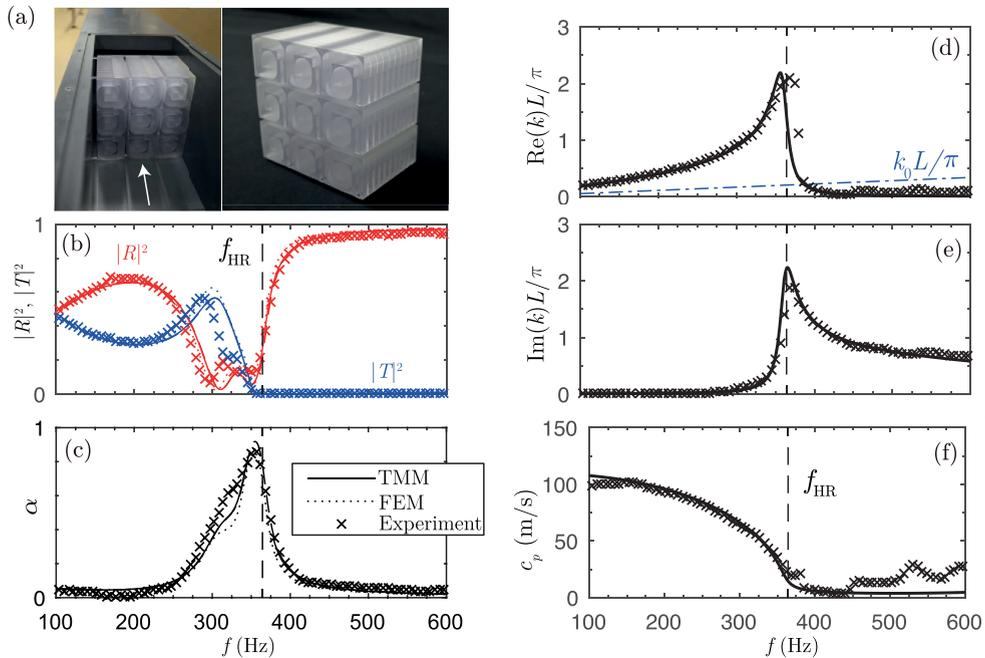 (a)
(b)
|R|²
f_HR
|T|²
|R|², |T|²
1
0
(c)
α
1
0
TMM
FEM
Experiment
100 200 300 400 500 600
f (Hz)
(d)
Re(k)L/π
3
2
1
0
k₀L/π
(e)
Im(k)L/π
3
2
1
0
(f)
f_HR
c_p (m/s)
150
100
50
0
100 200 300 400 500 600
f (Hz)